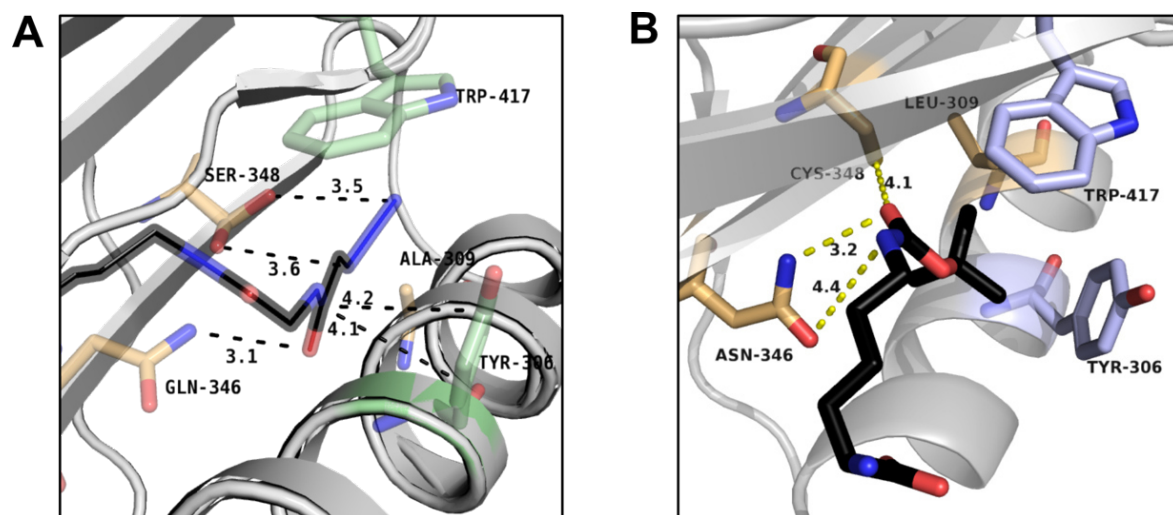 A
TRP-417
SER-348
3.5
3.6
ALA-309
4.2
4.1
3.1
TYR-306
GLN-346
B
LEU-309
CYS-348
4.1
TRP-417
3.2
4.4
ASN-346
TYR-306